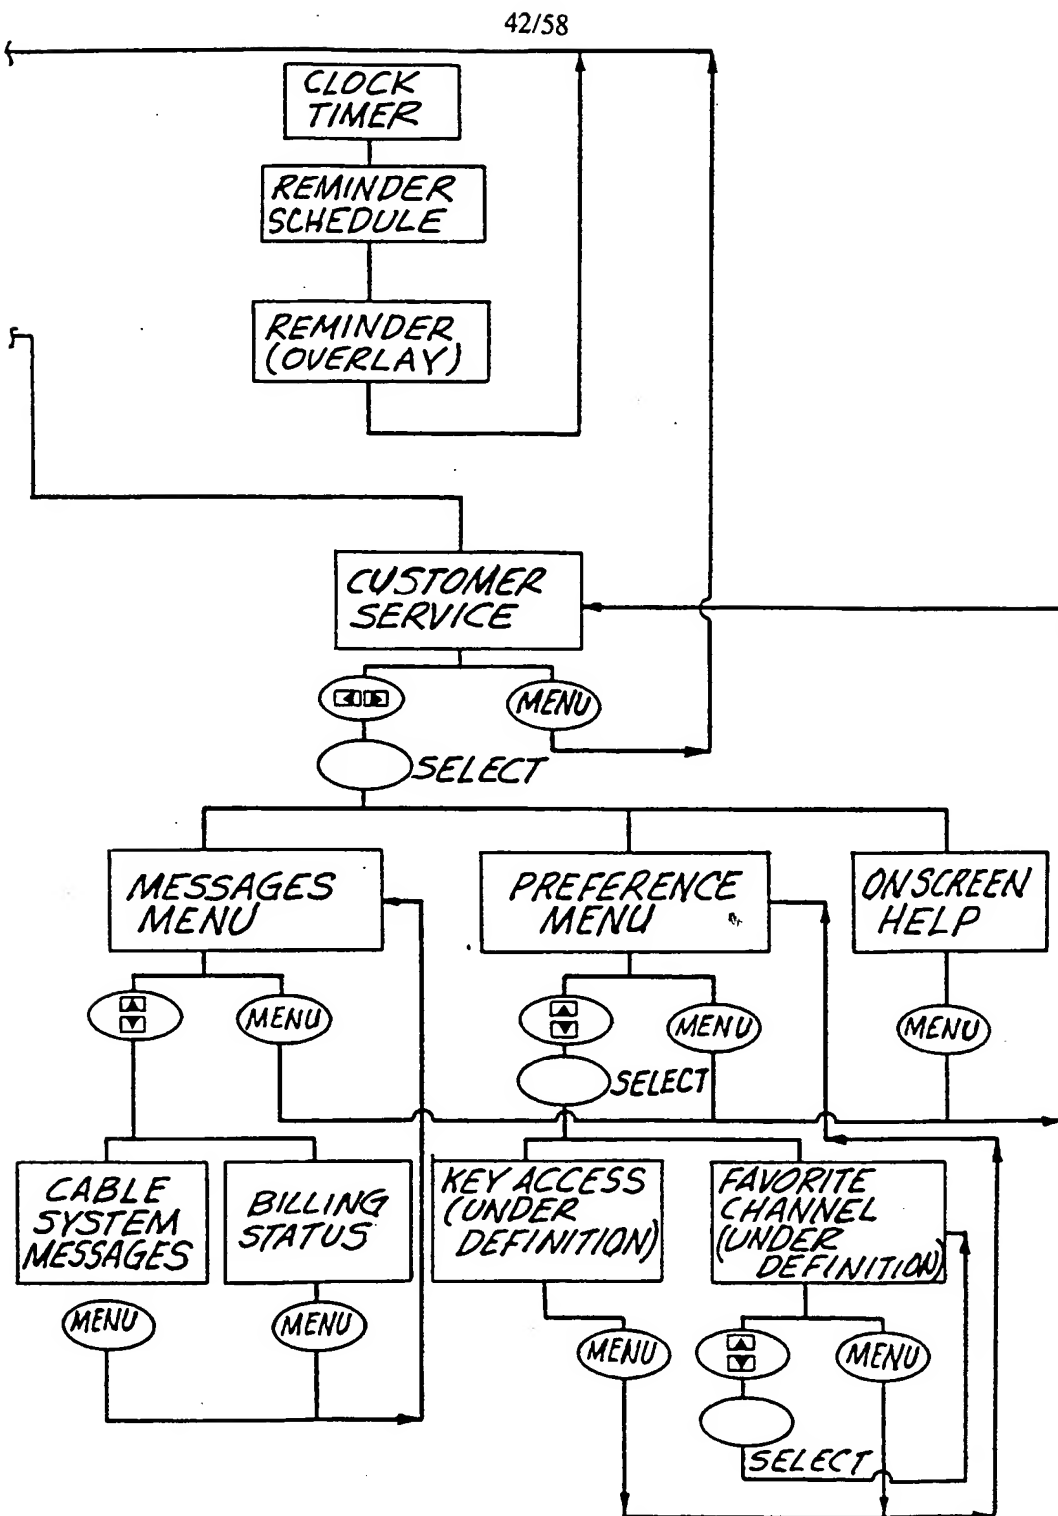 42/58
CLOCK
TIMER
REMINDER
SCHEDULE
REMINDER
(OVERLAY)
CUSTOMER
SERVICE
MENU
SELECT
MESSAGES
MENU
PREFERENCE
MENU
ONSCREEN
HELP
MENU
MENU
MENU
SELECT
CABLE
SYSTEM
MESSAGES
BILLING
STATUS
KEY ACCESS
(UNDER
DEFINITION)
FAVORITE
CHANNEL
(UNDER
DEFINITION)
MENU
MENU
MENU
MENU
SELECT